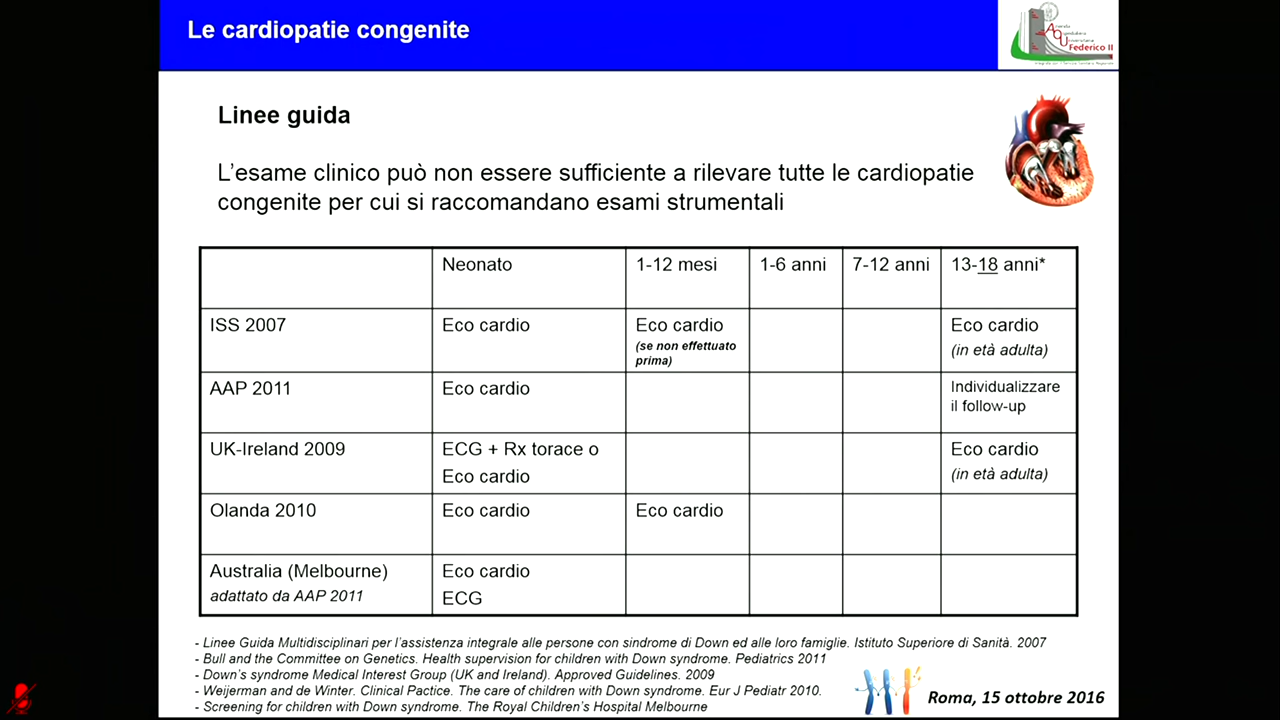 Le cardiopatie congenite
Azienda
Ospedaliera
Universitaria
Federico II
Linee guida
L'esame clinico può non essere sufficiente a rilevare tutte le cardiopatie
congenite per cui si raccomandano esami strumentali
Neonato 1-12 mesi 1-6 anni 7-12 anni 13-18 anni*
ISS 2007 Eco cardio Eco cardio Eco cardio
(se non effettuato (in età adulta)
prima)
AAP 2011 Eco cardio Individualizzare
il follow-up
UK-Ireland 2009 ECG + Rx torace o Eco cardio
Eco cardio (in età adulta)
Olanda 2010 Eco cardio Eco cardio
Australia (Melbourne) Eco cardio
adattato da AAP 2011 ECG
- Linee Guida Multidisciplinari per l'assistenza integrale alle persone con sindrome di Down ed alle loro famiglie. Istituto Superiore di Sanità. 2007
- Bull and the Committee on Genetics. Health supervision for children with Down syndrome. Pediatrics 2011
- Down's syndrome Medical Interest Group (UK and Ireland). Approved Guidelines. 2009
- Weijerman and de Winter. Clinical Pactice. The care of children with Down syndrome. Eur J Pediatr 2010.
- Screening for children with Down syndrome. The Royal Children's Hospital Melbourne
Roma, 15 ottobre 2016